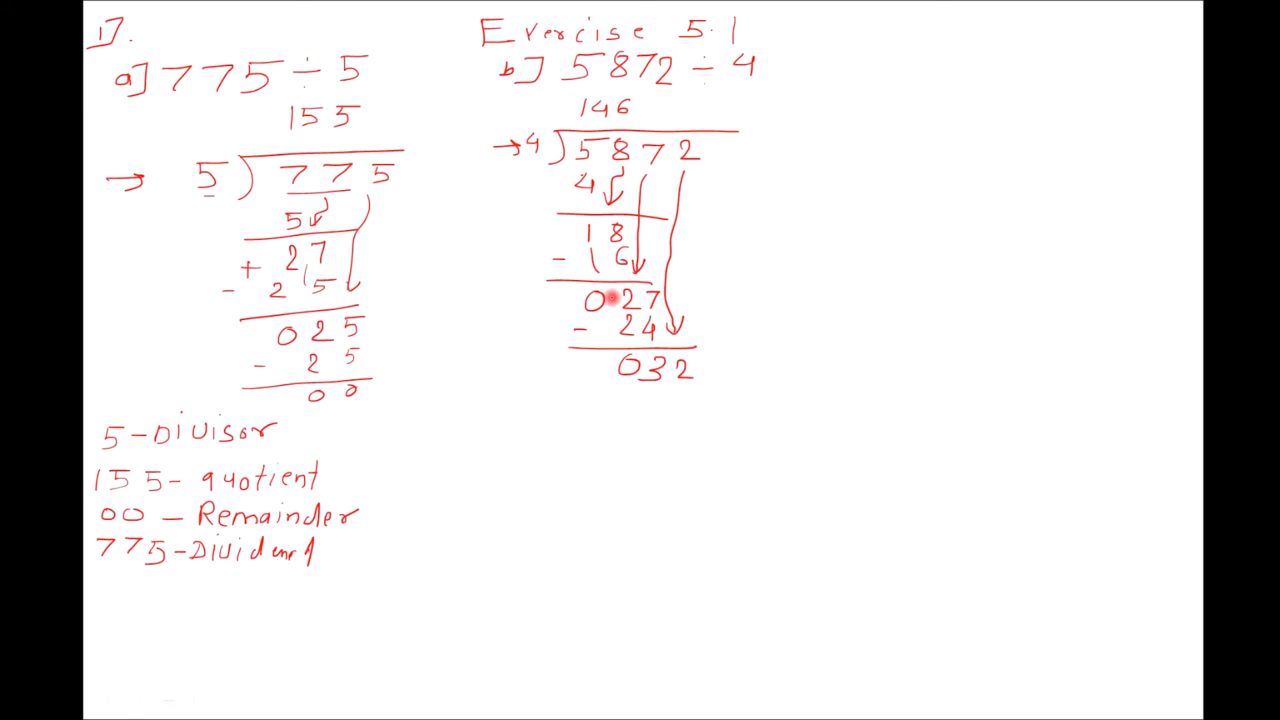 1].
a] 775 ÷ 5
155
→ 5 ) 775
5
+ 27
- 25
025
- 25
00
5 - Divisor
155 - quotient
00 - Remainder
775 - Dividend
Exercise 5.1
b] 5872 ÷ 4
146
→ 4 ) 5872
4
18
- 16
027
- 24
032